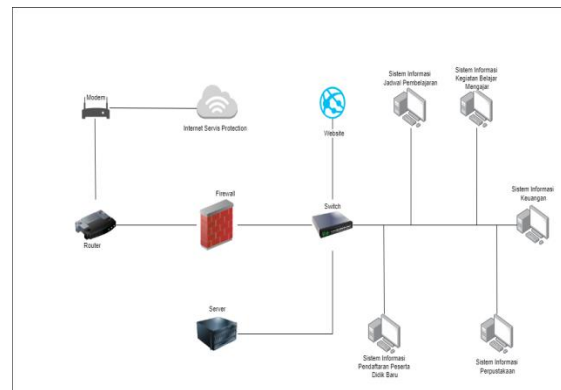 Sistem Informasi
Jadwal Pembelajaran
Sistem Informasi
Kegiatan Belajar
Mengajar
Modem
Internet Servis Protection
Website
Sistem Informasi
Keuangan
Firewall
Switch
Router
Server
Sistem Informasi
Pendaftaran Peserta
Didik Baru
Sistem Informasi
Perpustakaan